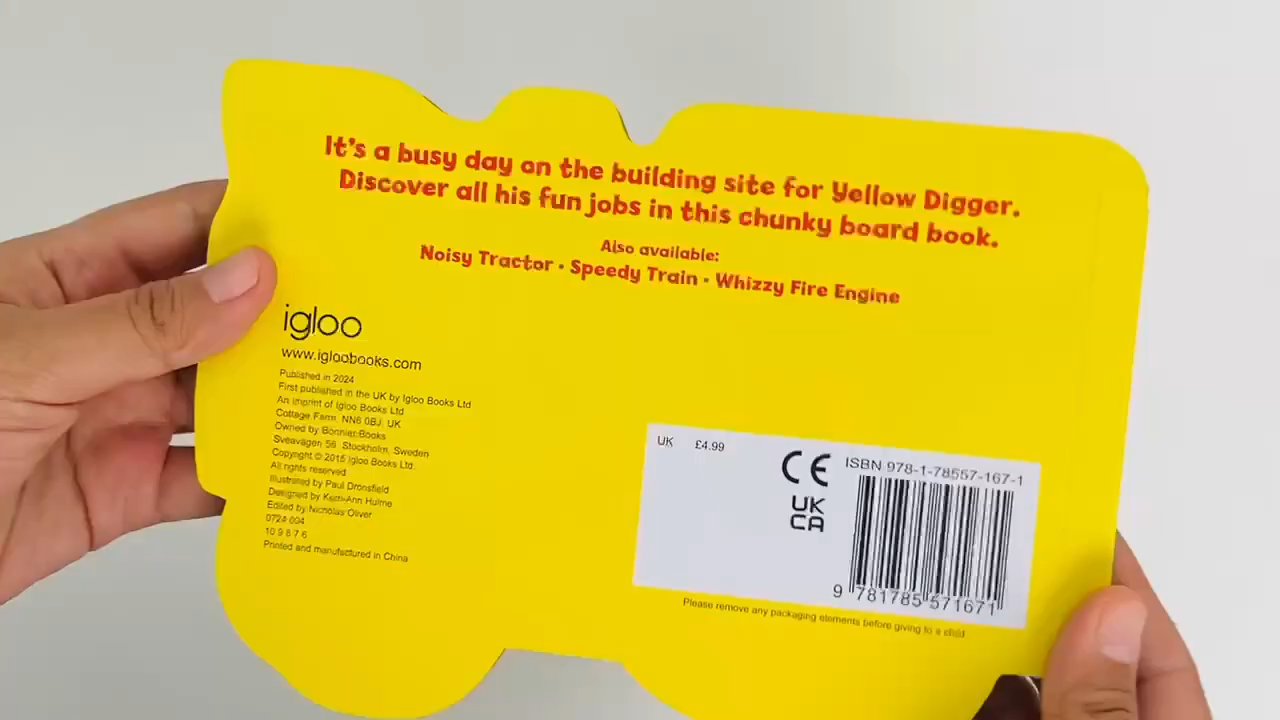 It's a busy day on the building site for Yellow Digger.
Discover all his fun jobs in this chunky board book.
Also available:
Noisy Tractor · Speedy Train · Whizzy Fire Engine
igloo
www.igloobooks.com
Published in 2024
First published in the UK by Igloo Books Ltd
An imprint of Igloo Books Ltd
Cottage Farm, NN6 0BJ, UK
Owned by Bonnier Books
Sveavägen 56, Stockholm, Sweden
Copyright © 2015 Igloo Books Ltd.
All rights reserved
Illustrated by Paul Dronsfield
Designed by Kerri-Ann Hulme
Edited by Nicholas Oliver
0724 004
10 9 8 7 6
Printed and manufactured in China
UK £4.99
CE
UK
CA
ISBN 978-1-78557-167-1
9 781785 571671
Please remove any packaging elements before giving to a child